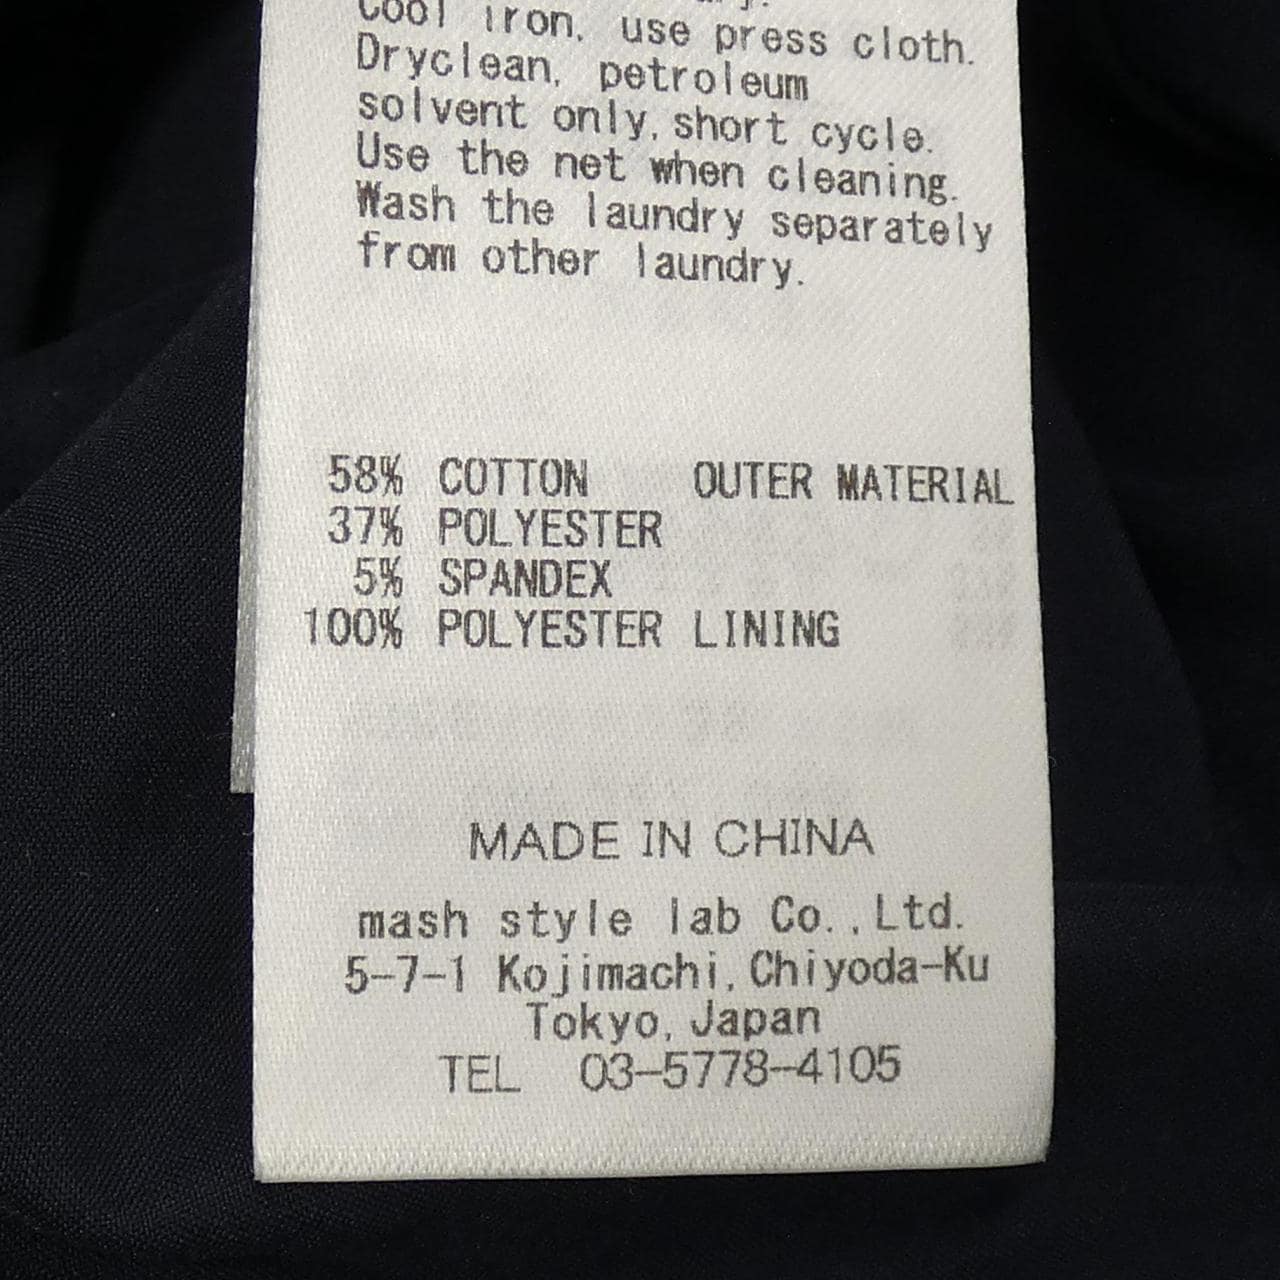 Cool iron, use press cloth.
Dryclean, petroleum
solvent only,short cycle.
Use the net when cleaning.
Wash the laundry separately
from other laundry.
58% COTTON OUTER MATERIAL
37% POLYESTER
5% SPANDEX
100% POLYESTER LINING
MADE IN CHINA
mash style lab Co.,Ltd.
5-7-1 Kojimachi,Chiyoda-Ku
Tokyo,Japan
TEL 03-5778-4105